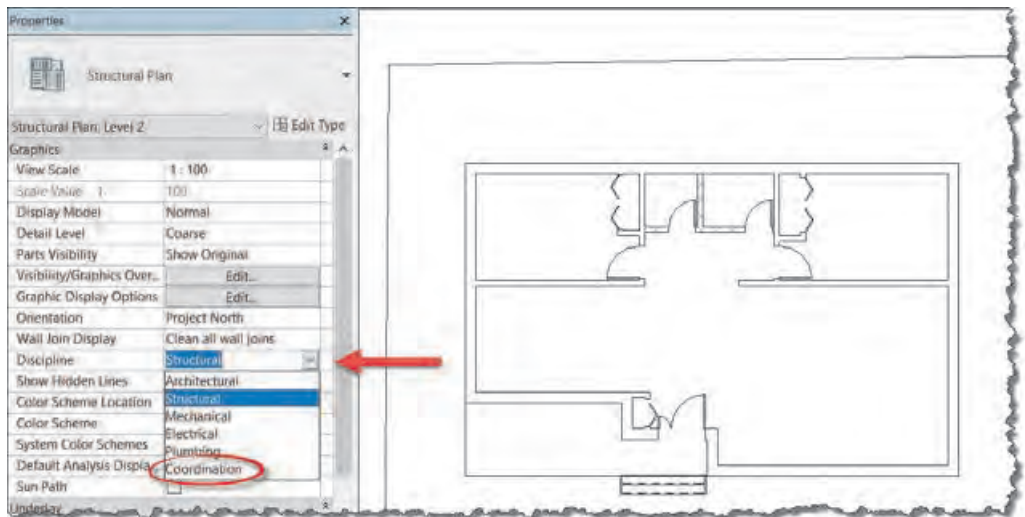 Properties
Structural Plan
Structural Plan: Level 2 Edit Type
Graphics
View Scale 1 : 100
Scale Value 1: 100
Display Model Normal
Detail Level Coarse
Parts Visibility Show Original
Visibility/Graphics Over... Edit...
Graphic Display Options Edit...
Orientation Project North
Wall Join Display Clean all wall joins
Discipline Structural
Show Hidden Lines Architectural
Color Scheme Location Structural
Color Scheme Mechanical
Electrical
System Color Schemes Plumbing
Default Analysis Displa Coordination
Sun Path
Underlay